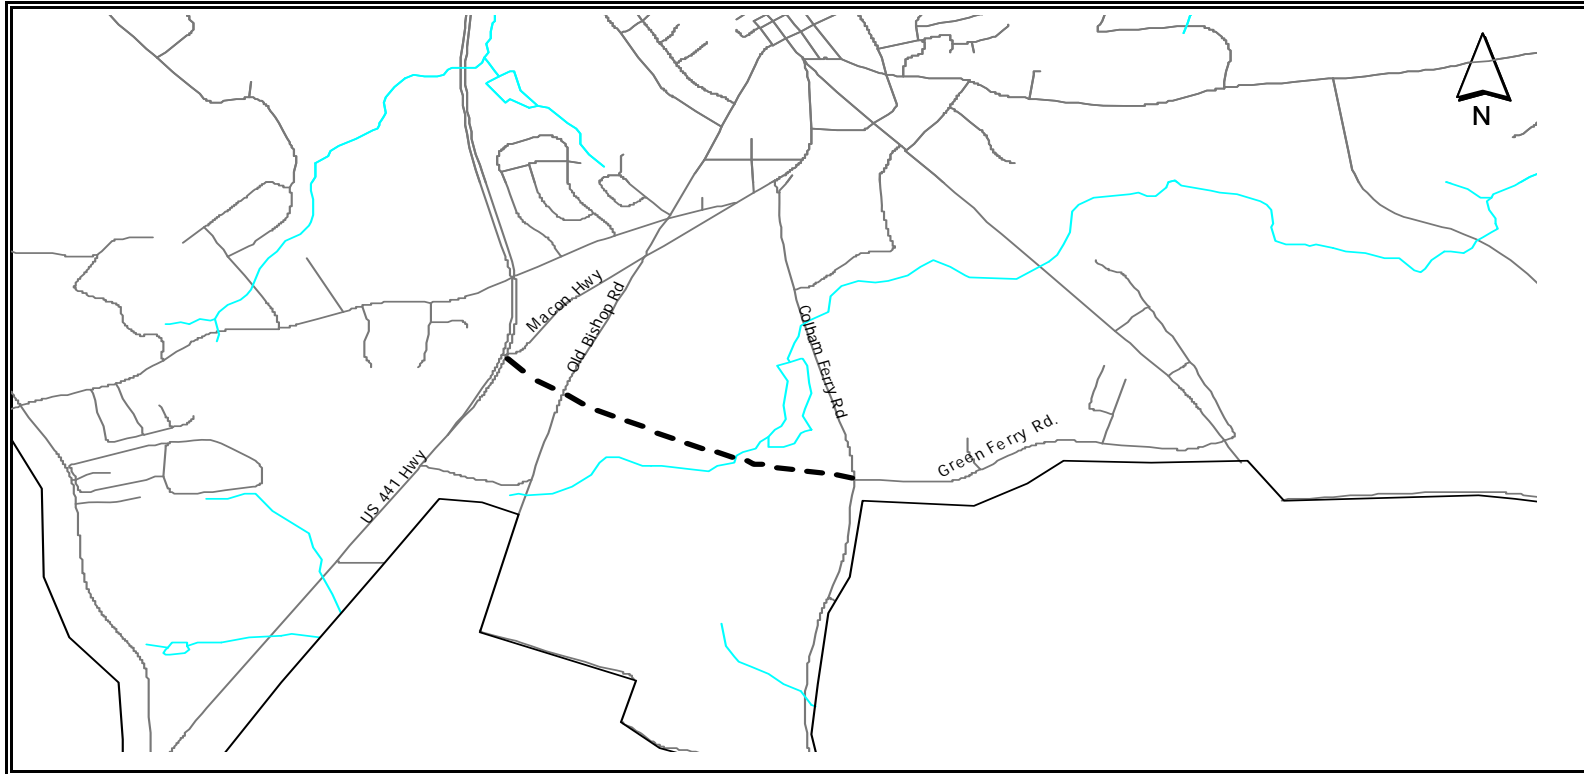 N
Macon Hwy
Old Bishop Rd
Colham Ferry Rd
Green Ferry Rd.
US 441 Hwy